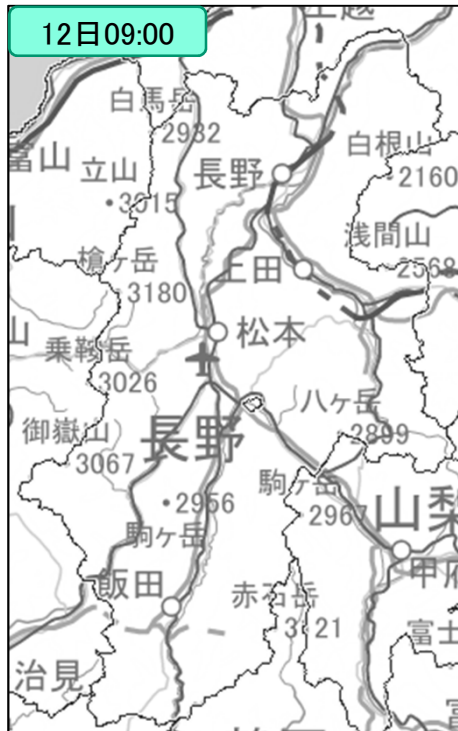 12日09:00
上越
白馬岳
2932
白根山
2160
富山
立山
3015
長野
浅間山
2568
槍ヶ岳
3180
上田
松本
乗鞍岳
3026
八ヶ岳
2899
御嶽山
3067
長野
駒ヶ岳
2967
山梨
2956
駒ヶ岳
甲府
飯田
赤石岳
3121
富士
治見